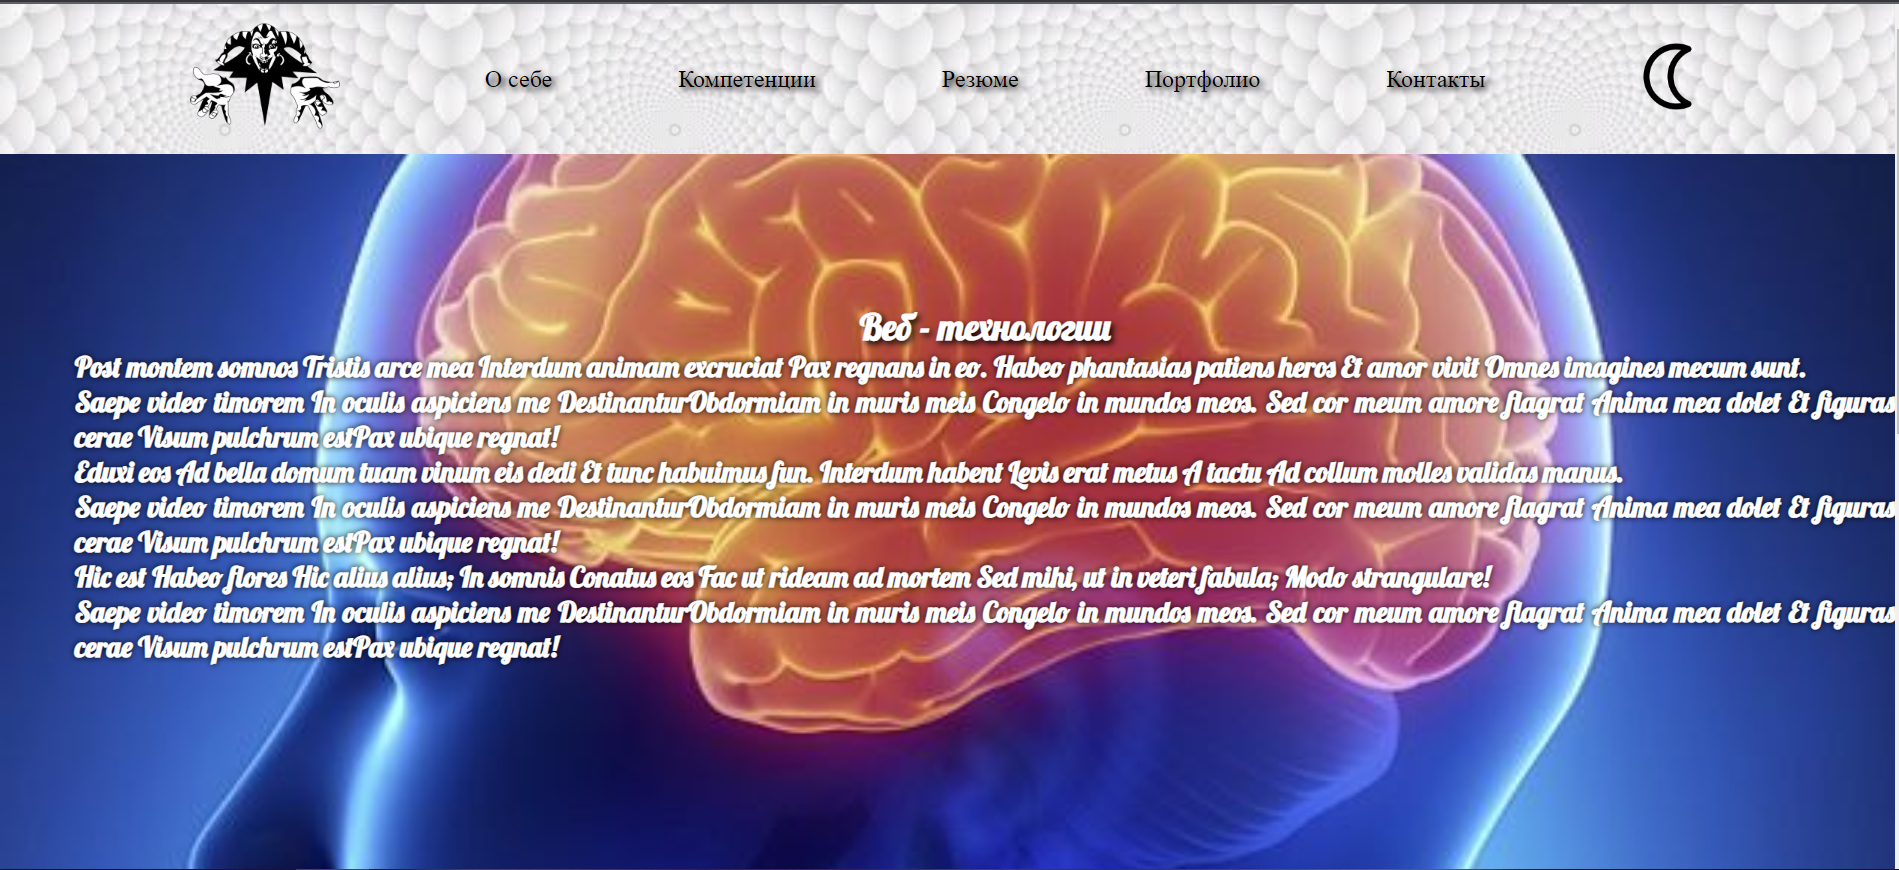 О себе Компетенции Резюме Портфолио Контакты
Веб - технологии
Post montem somnos Tristis arce mea Interdum animam excruciat Pax regnans in eo. Habeo phantasias patiens heros Et amor vivit Omnes imagines mecum sunt.
Saepe video timorem In oculis aspiciens me DestinanturObdormiam in muris meis Congelo in mundos meos. Sed cor meum amore flagrat Anima mea dolet Et figuras
cerae Visum pulchrum estPax ubique regnat!
Eduxi eos Ad bella domum tuam vinum eis dedi Et tunc habuimus fun. Interdum habent Levis erat metus A tactu Ad collum molles validas manus.
Saepe video timorem In oculis aspiciens me DestinanturObdormiam in muris meis Congelo in mundos meos. Sed cor meum amore flagrat Anima mea dolet Et figuras
cerae Visum pulchrum estPax ubique regnat!
Hic est Habeo flores Hic alius alius; In somnis Conatus eos Fac ut rideam ad mortem Sed mihi, ut in veteri fabula; Modo strangulare!
Saepe video timorem In oculis aspiciens me DestinanturObdormiam in muris meis Congelo in mundos meos. Sed cor meum amore flagrat Anima mea dolet Et figuras
cerae Visum pulchrum estPax ubique regnat!